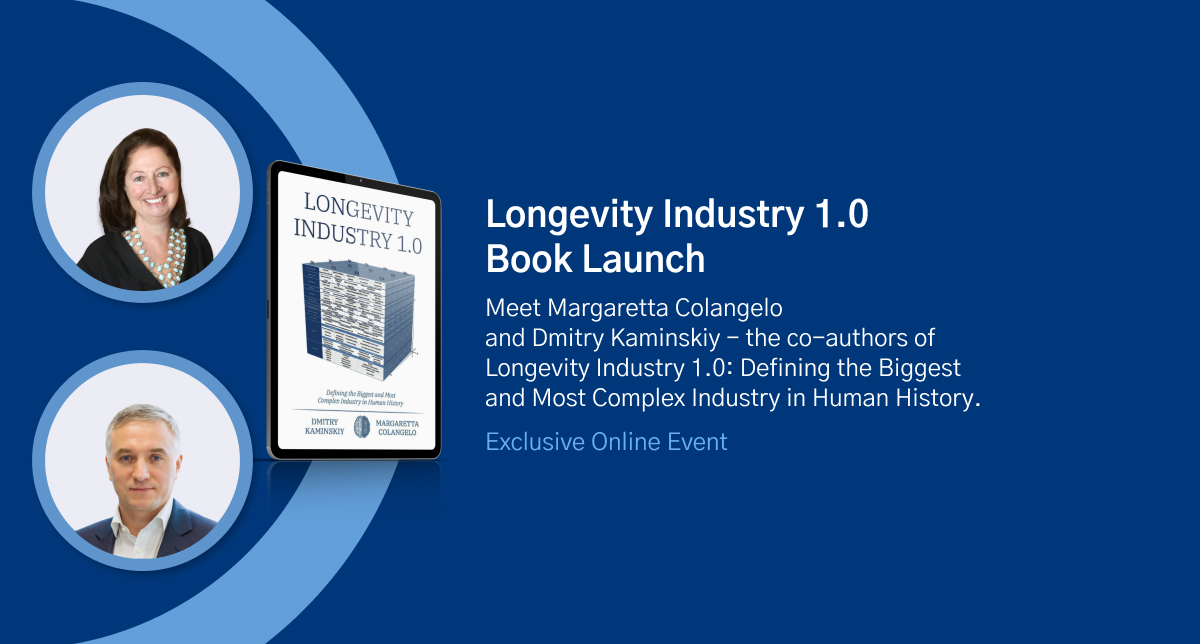 LONGEVITY
INDUSTRY 1.0
Defining the Biggest and Most
Complex Industry in Human History
DMITRY
KAMINSKIY
MARGARETTA
COLANGELO
Longevity Industry 1.0
Book Launch
Meet Margaretta Colangelo
and Dmitry Kaminskiy – the co–authors of
Longevity Industry 1.0: Defining the Biggest
and Most Complex Industry in Human History.
Exclusive Online Event